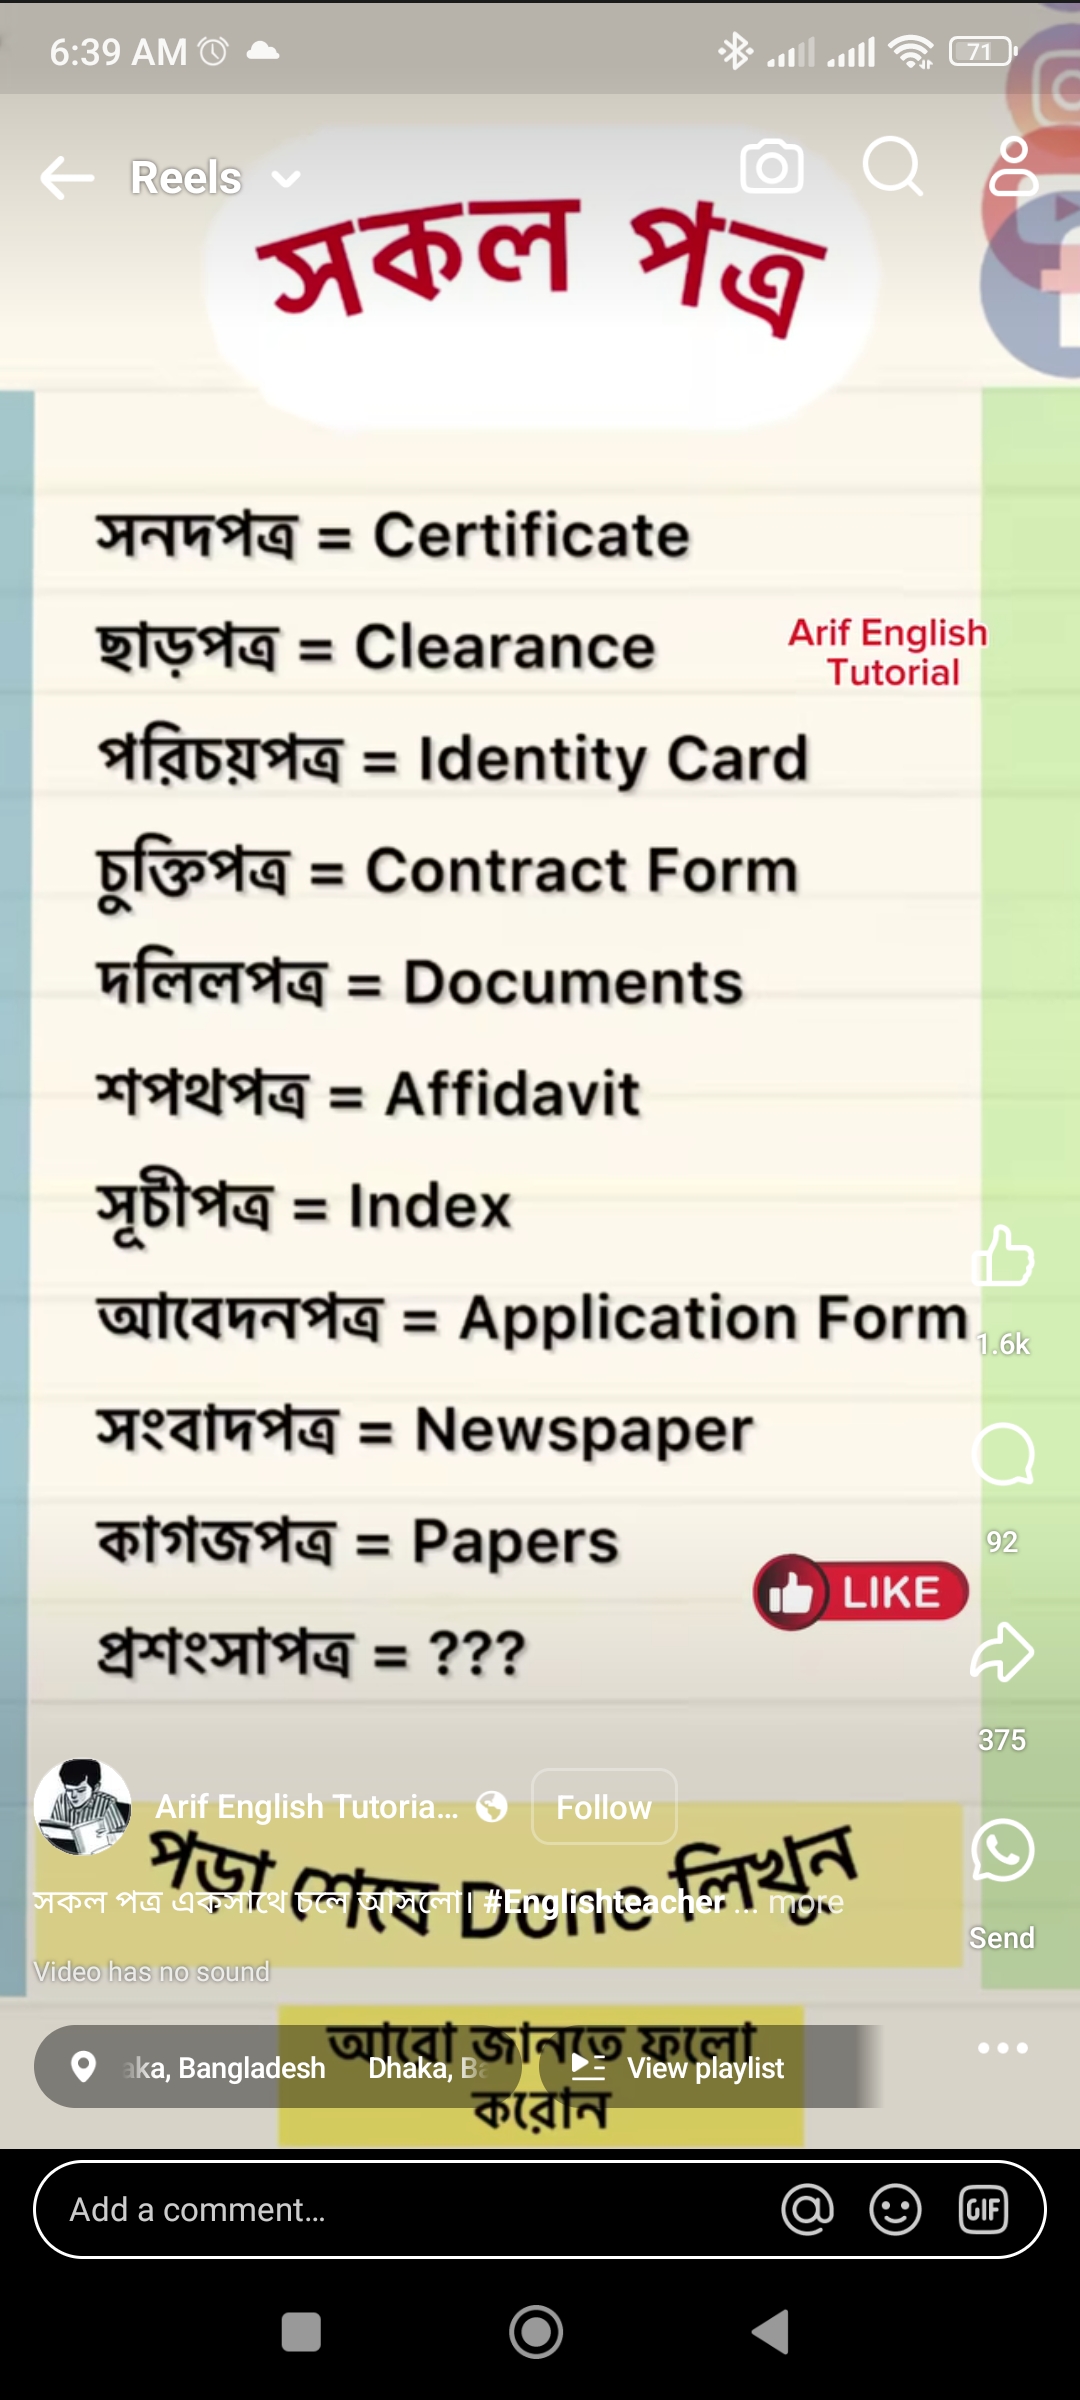 6:39 AM
71
Reels
সকল পত্র
সনদপত্র = Certificate
ছাড়পত্র = Clearance
Arif English
Tutorial
পরিচয়পত্র = Identity Card
চুক্তিপত্র = Contract Form
দলিলপত্র = Documents
শপথপত্র = Affidavit
সূচীপত্র = Index
আবেদনপত্র = Application Form
1.6k
সংবাদপত্র = Newspaper
92
কাগজপত্র = Papers
LIKE
প্রশংসাপত্র = ???
375
Arif English Tutoria...
Follow
পড়া শেষে Done লিখুন
সকল পত্র একসাথে চলে আসলো। #Englishteacher ... more
Send
Video has no sound
আরো জানতে ফলো
করোন
aka, Bangladesh Dhaka, Ba
View playlist
Add a comment...
GIF